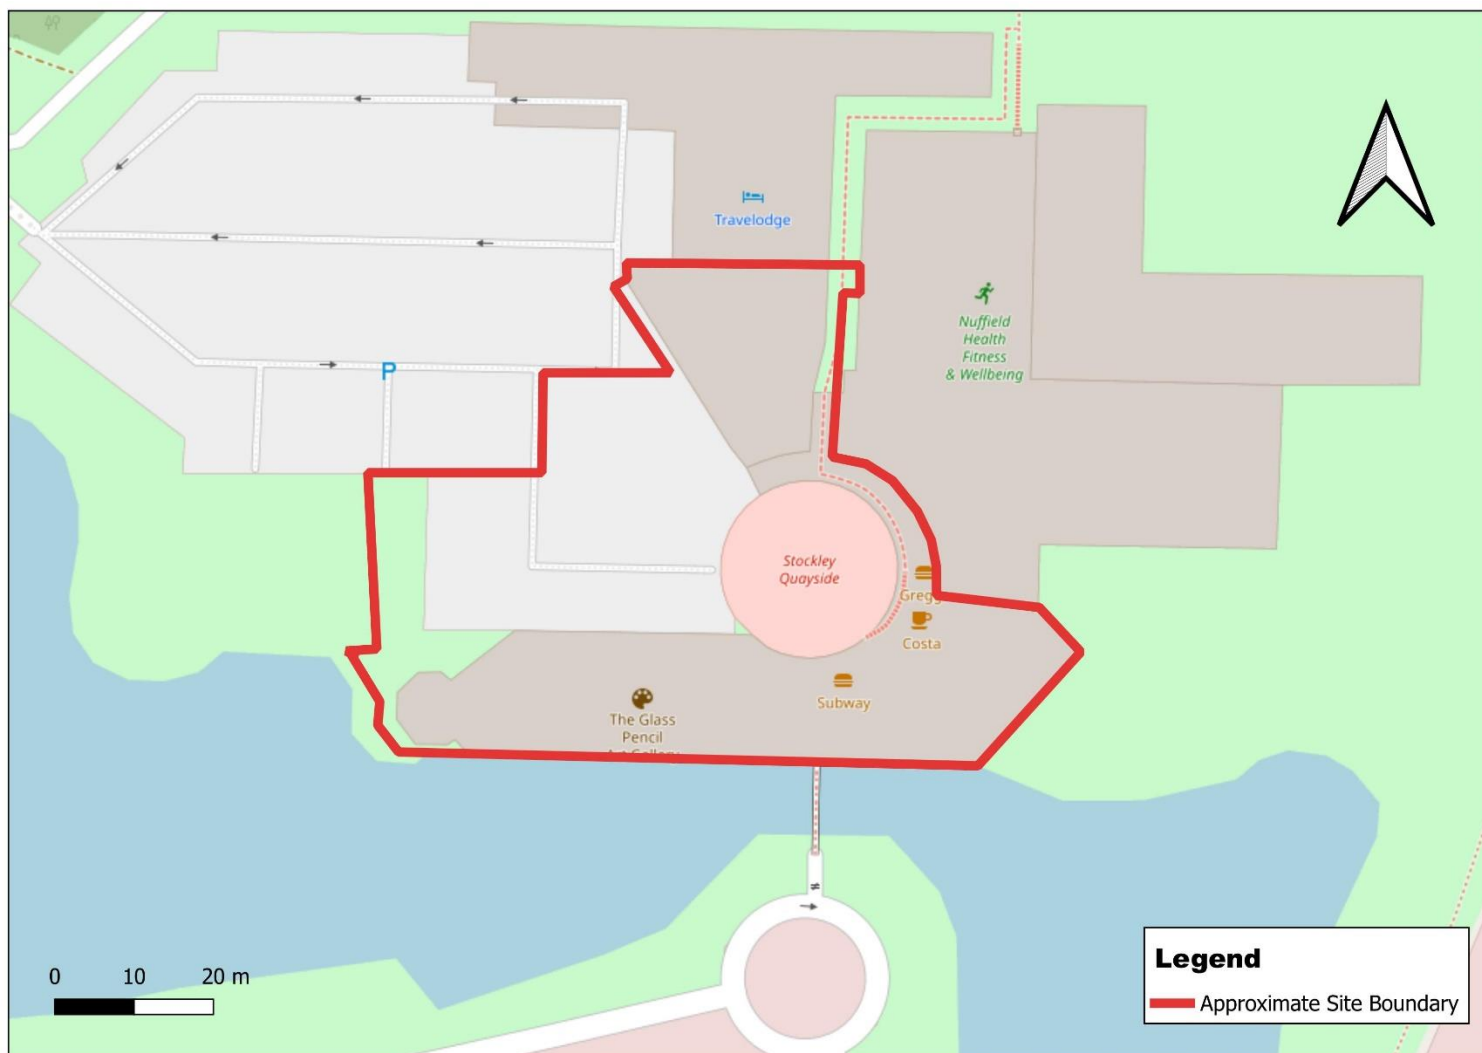 Travelodge
Nuffield
Health
Fitness
& Wellbeing
P
Stockley
Quayside
Costa
Subway
The Glass
Pencil
0 10 20 m
Legend
Approximate Site Boundary